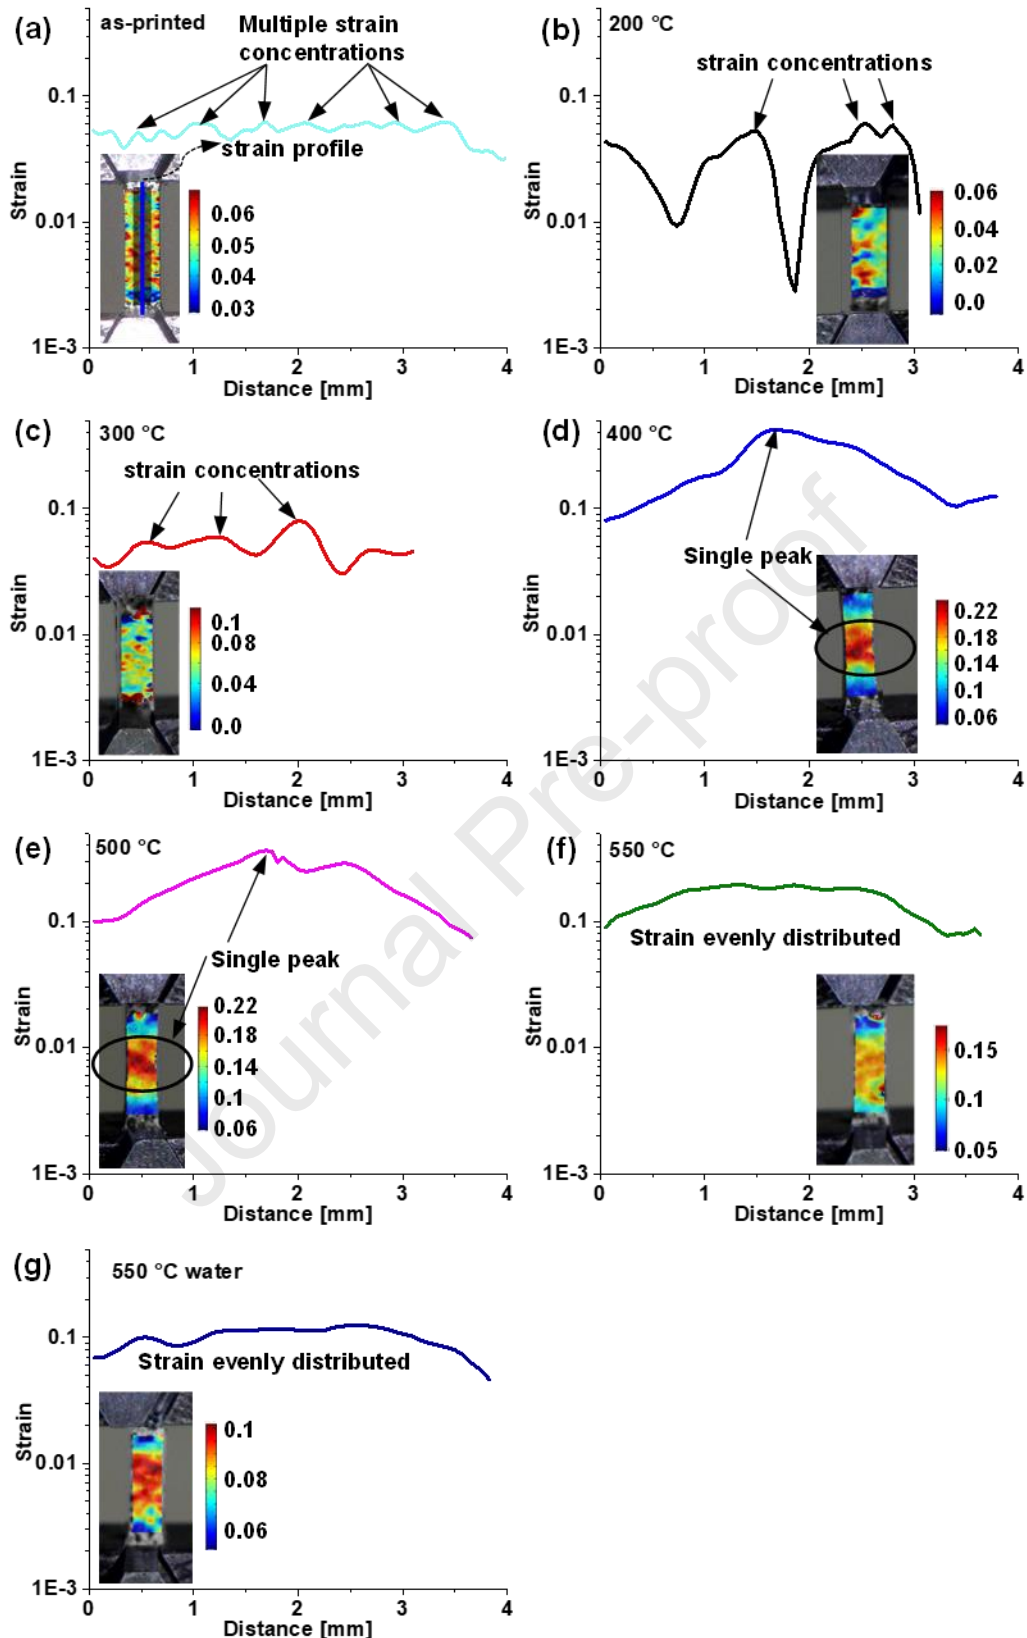 (a)
as-printed
Multiple strain
concentrations
strain profile
0.1
0.01
1E-3
Strain
0.06
0.05
0.04
0.03
0 1 2 3 4
Distance [mm]
(b)
200 °C
strain concentrations
0.1
0.01
1E-3
Strain
0.06
0.04
0.02
0.0
0 1 2 3 4
Distance [mm]
(c)
300 °C
strain concentrations
0.1
0.01
1E-3
Strain
0.1
0.08
0.04
0.0
0 1 2 3 4
Distance [mm]
(d)
400 °C
Single peak
0.1
0.01
1E-3
Strain
0.22
0.18
0.14
0.1
0.06
0 1 2 3 4
Distance [mm]
(e)
500 °C
Single peak
0.1
0.01
1E-3
Strain
0.22
0.18
0.14
0.1
0.06
0 1 2 3 4
Distance [mm]
(f)
550 °C
Strain evenly distributed
0.1
0.01
1E-3
Strain
0.15
0.1
0.05
0 1 2 3 4
Distance [mm]
(g)
550 °C water
Strain evenly distributed
0.1
0.01
1E-3
Strain
0.1
0.08
0.06
0 1 2 3 4
Distance [mm]
Journal Pre-proof